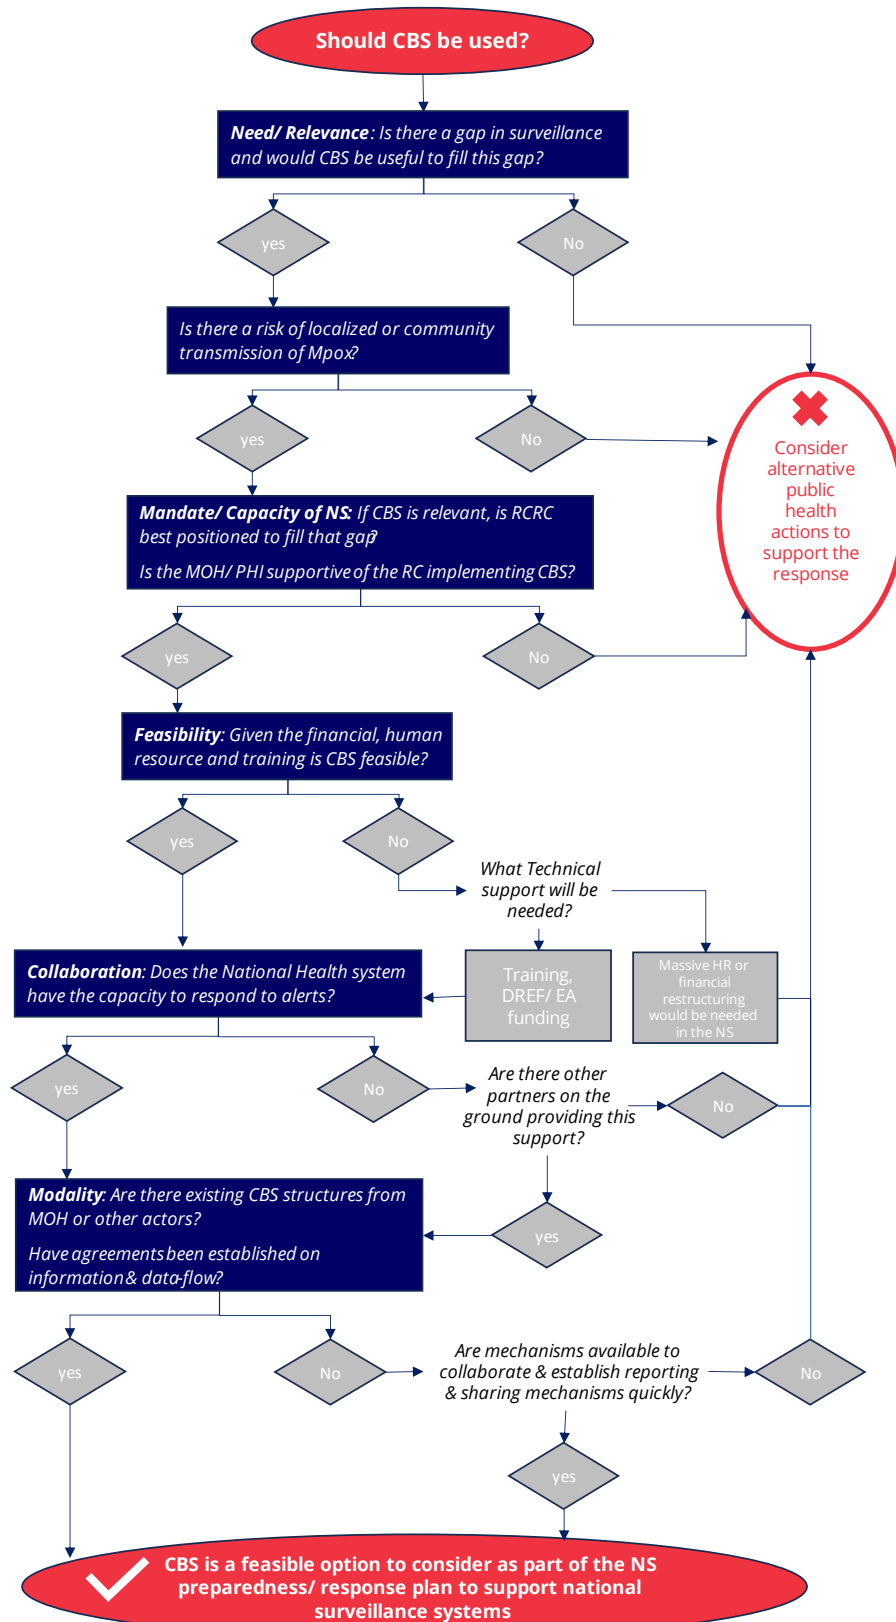 Should CBS be used?
Need/ Relevance: Is there a gap in surveillance
and would CBS be useful to fill this gap?
yes
No
Is there a risk of localized or community
transmission of Mpox?
yes
No
Consider
alternative
public
health
actions to
support the
response
Mandate/ Capacity of NS: If CBS is relevant, is RCRC
best positioned to fill that gap?
Is the MOH/ PHI supportive of the RC implementing CBS?
yes
No
Feasibility: Given the financial, human
resource and training is CBS feasible?
yes
No
What Technical
support will be
needed?
Collaboration: Does the National Health system
have the capacity to respond to alerts?
Training,
DREF/ EA
funding
Massive HR or
financial
restructuring
would be needed
in the NS
yes
No
Are there other
partners on the
ground providing this
support?
No
yes
Modality: Are there existing CBS structures from
MOH or other actors?
Have agreements been established on
information & data-flow?
yes
No
Are mechanisms available to
collaborate & establish reporting
& sharing mechanisms quickly?
No
yes
CBS is a feasible option to consider as part of the NS
preparedness/ response plan to support national
surveillance systems